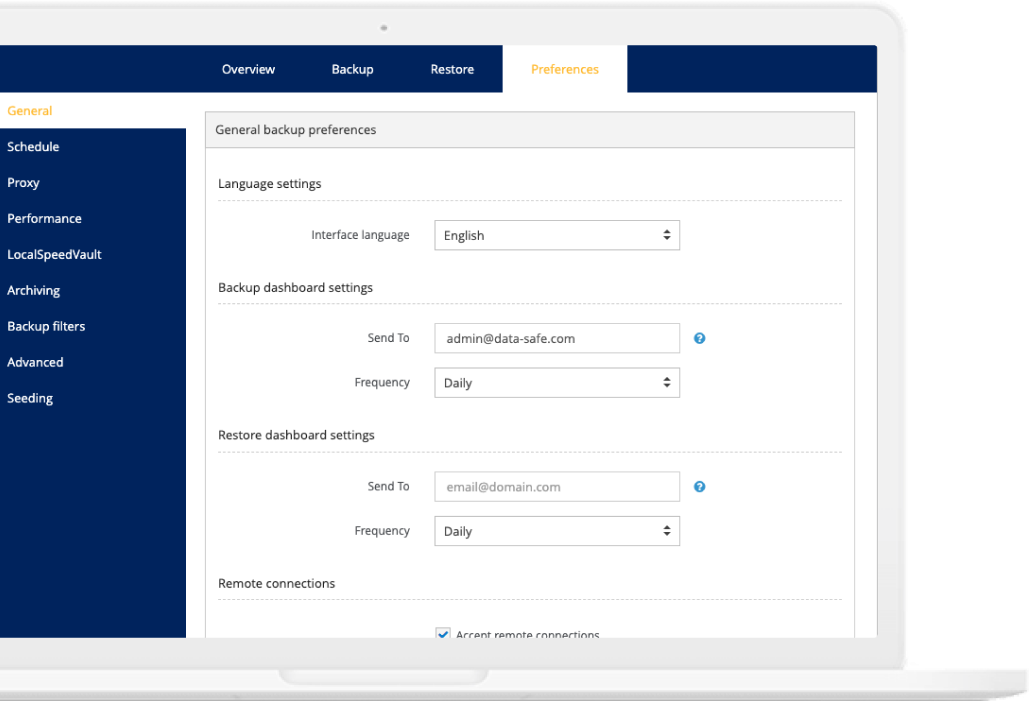 Overview Backup Restore Preferences
General
Schedule
Proxy
Performance
LocalSpeedVault
Archiving
Backup filters
Advanced
Seeding
General backup preferences
Language settings
Interface language English
Backup dashboard settings
Send To admin@data-safe.com
Frequency Daily
Restore dashboard settings
Send To email@domain.com
Frequency Daily
Remote connections
Accept remote connections